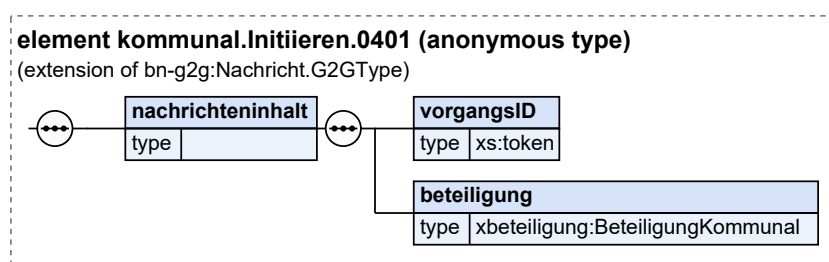 element kommunal.Initiieren.0401 (anonymous type)
(extension of bn-g2g:Nachricht.G2GType)
nachrichteninhalt
type
vorgangsID
type xs:token
beteiligung
type xbeteiligung:BeteiligungKommunal